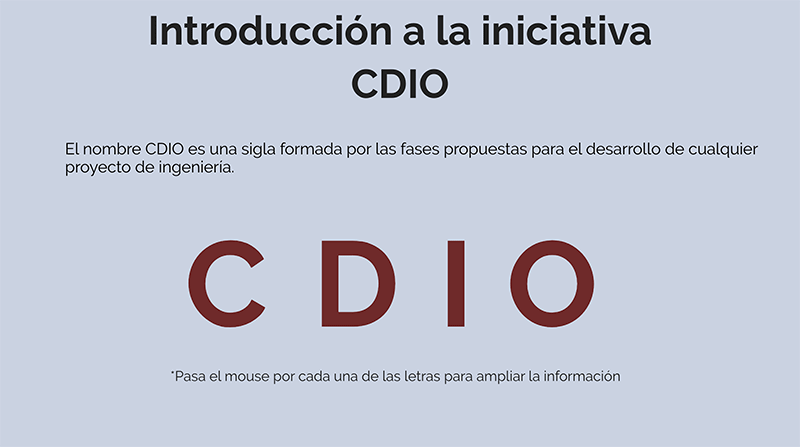 Introducción a la iniciativa
CDIO
El nombre CDIO es una sigla formada por las fases propuestas para el desarrollo de cualquier
proyecto de ingeniería.
C D I O
*Pasa el mouse por cada una de las letras para ampliar la información